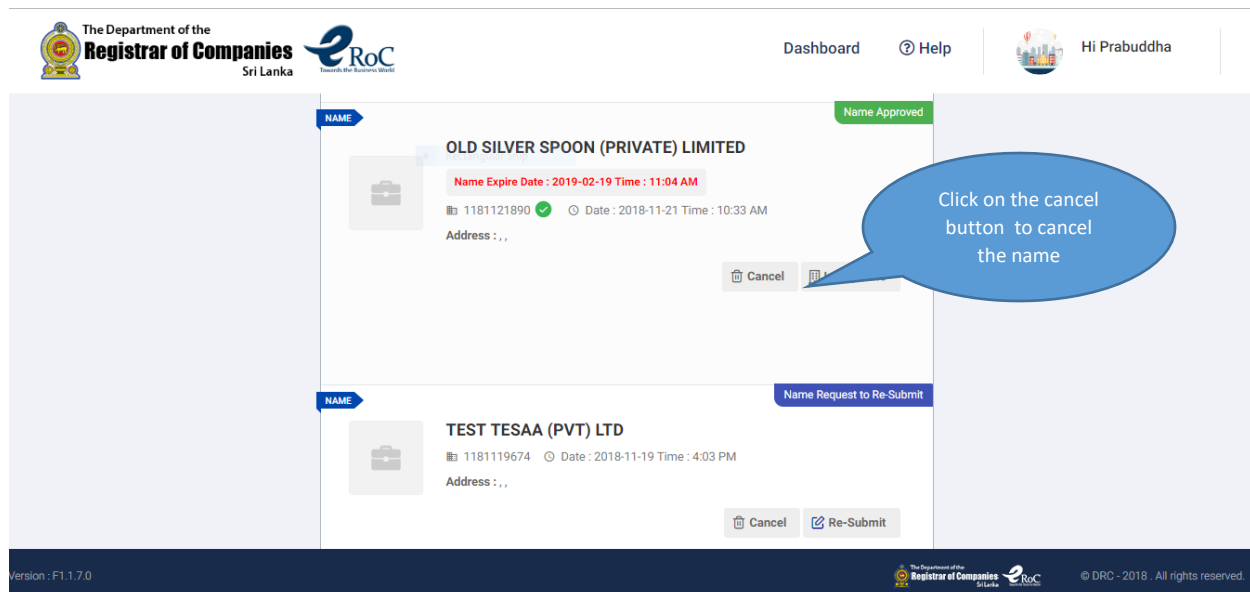 The Department of the
Registrar of Companies
Sri Lanka
eRoC
Towards the Business World
Dashboard
Help
Hi Prabuddha
NAME
Name Approved
OLD SILVER SPOON (PRIVATE) LIMITED
Rectangular Snip
Name Expire Date : 2019-02-19 Time : 11:04 AM
1181121890 Date : 2018-11-21 Time : 10:33 AM
Address : , ,
Cancel
Click on the cancel
button to cancel
the name
NAME
Name Request to Re-Submit
TEST TESAA (PVT) LTD
1181119674 Date : 2018-11-19 Time : 4:03 PM
Address : , ,
Cancel Re-Submit
Version : F1.1.7.0
The Department of the
Registrar of Companies
Sri Lanka
eRoC
© DRC - 2018 . All rights reserved.